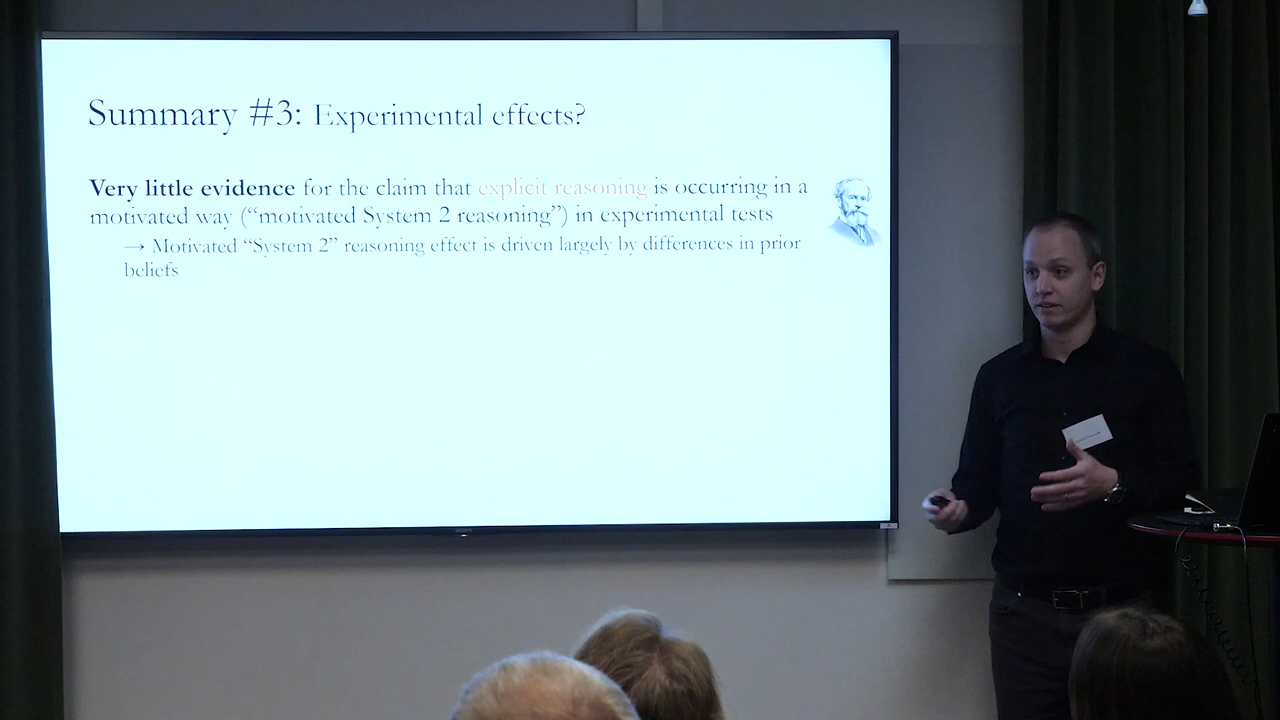 Summary #3: Experimental effects?
Very little evidence for the claim that explicit reasoning is occurring in a
motivated way (“motivated System 2 reasoning”) in experimental tests
→ Motivated “System 2” reasoning effect is driven largely by differences in prior
beliefs
SONY